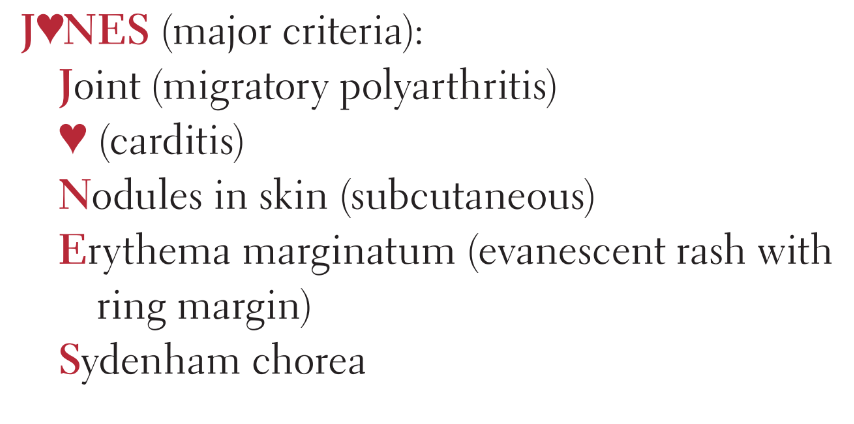 J♥NES (major criteria):
Joint (migratory polyarthritis)
♥ (carditis)
Nodules in skin (subcutaneous)
Erythema marginatum (evanescent rash with
ring margin)
Sydenham chorea